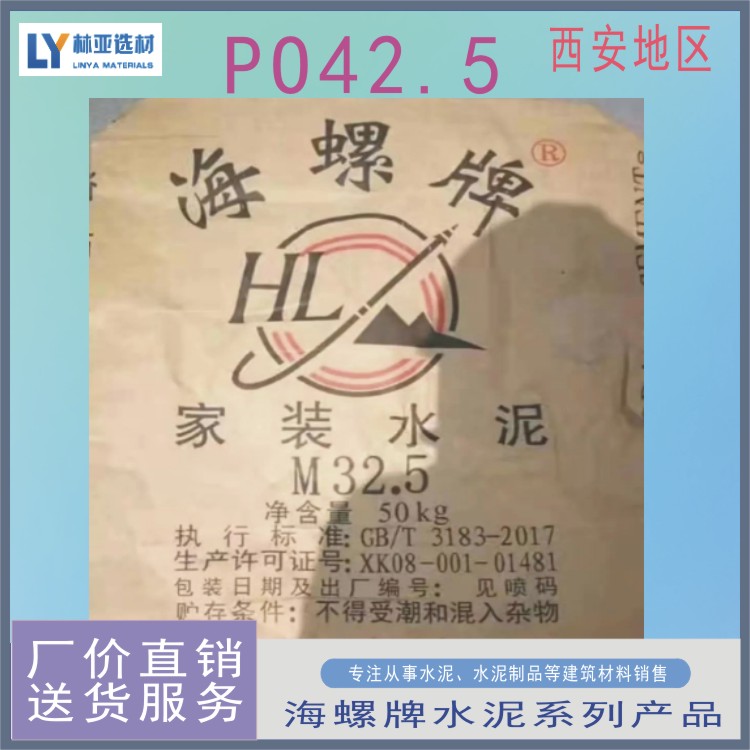 LY 林亚选材
LINYA MATERIALS
PO42.5
西安地区
海螺牌®
HL
家装水泥
M32.5
净含量 50kg
执行标准: GB/T 3183-2017
生产许可证号: XK08-001-01481
包装日期及出厂编号: 见喷码
贮存条件: 不得受潮和混入杂物
厂价直销
送货服务
专注从事水泥、水泥制品等建筑材料销售
海螺牌水泥系列产品